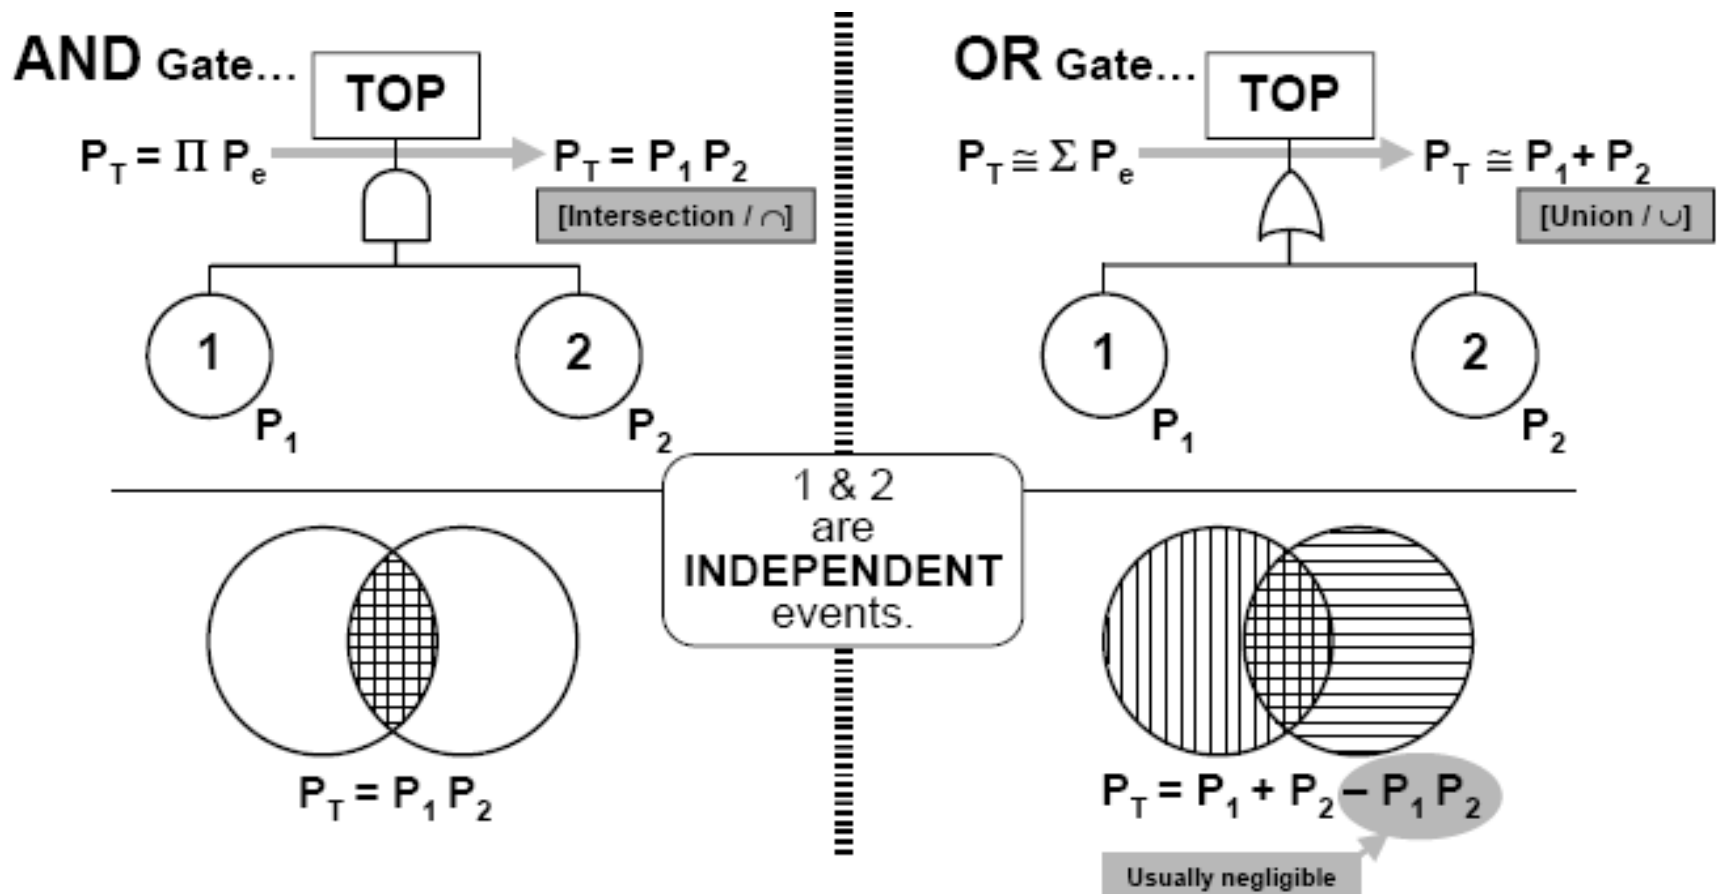 AND Gate...
TOP
P_T = Π P_e
P_T = P_1 P_2
[Intersection / ∩]
1
2
P_1
P_2
OR Gate...
TOP
P_T ≅ Σ P_e
P_T ≅ P_1 + P_2
[Union / ∪]
1
2
P_1
P_2
1 & 2
are
INDEPENDENT
events.
P_T = P_1 P_2
P_T = P_1 + P_2 – P_1 P_2
Usually negligible